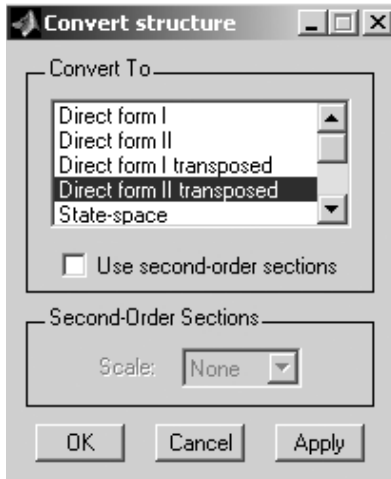 Convert structure
Convert To
Direct form I
Direct form II
Direct form I transposed
Direct form II transposed
State-space
Use second-order sections
Second-Order Sections
Scale: None
OK Cancel Apply